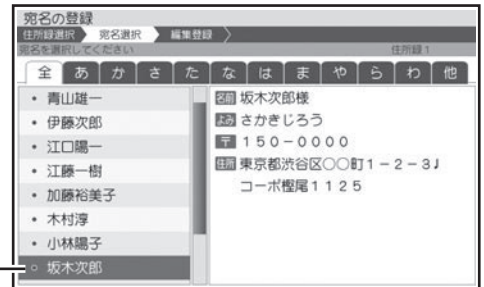 宛名の登録
住所録選択 宛名選択 編集登録
宛名を選択してください 住所録1
全 あ か さ た な は ま や ら わ 他
・ 青山雄一
・ 伊藤次郎
・ 江口陽一
・ 江藤一樹
・ 加藤裕美子
・ 木村淳
・ 小林陽子
○ 坂木次郎
名前 坂木次郎様
よみ さかきじろう
〒 150-0000
住所 東京都渋谷区○○町1-2-3♩
コーポ樫尾1125